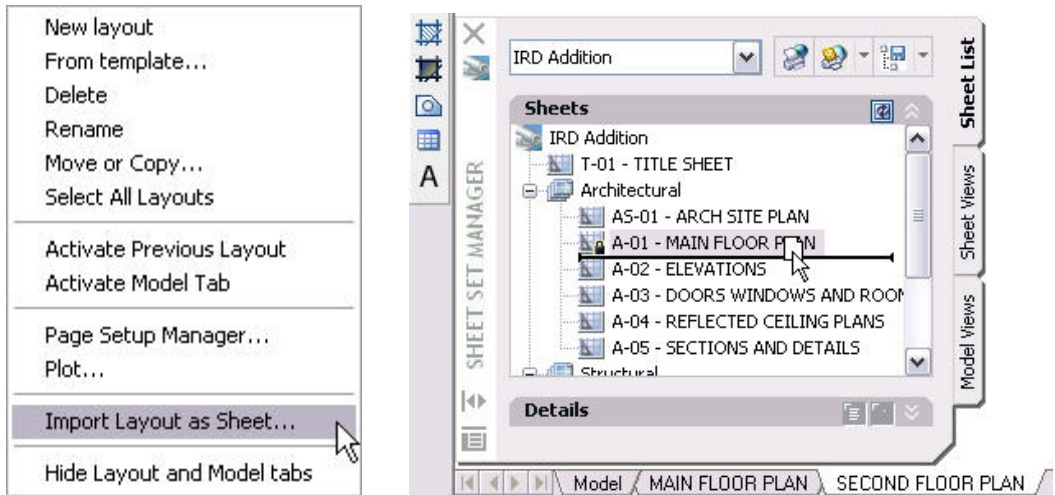 New layout
From template...
Delete
Rename
Move or Copy...
Select All Layouts
Activate Previous Layout
Activate Model Tab
Page Setup Manager...
Plot...
Import Layout as Sheet...
Hide Layout and Model tabs
A
SHEET SET MANAGER
IRD Addition
Sheets
IRD Addition
T-01 - TITLE SHEET
Architectural
AS-01 - ARCH SITE PLAN
A-01 - MAIN FLOOR PLAN
A-02 - ELEVATIONS
A-03 - DOORS WINDOWS AND ROOM
A-04 - REFLECTED CEILING PLANS
A-05 - SECTIONS AND DETAILS
Structural
Details
Sheet List
Sheet Views
Model Views
Model
MAIN FLOOR PLAN
SECOND FLOOR PLAN